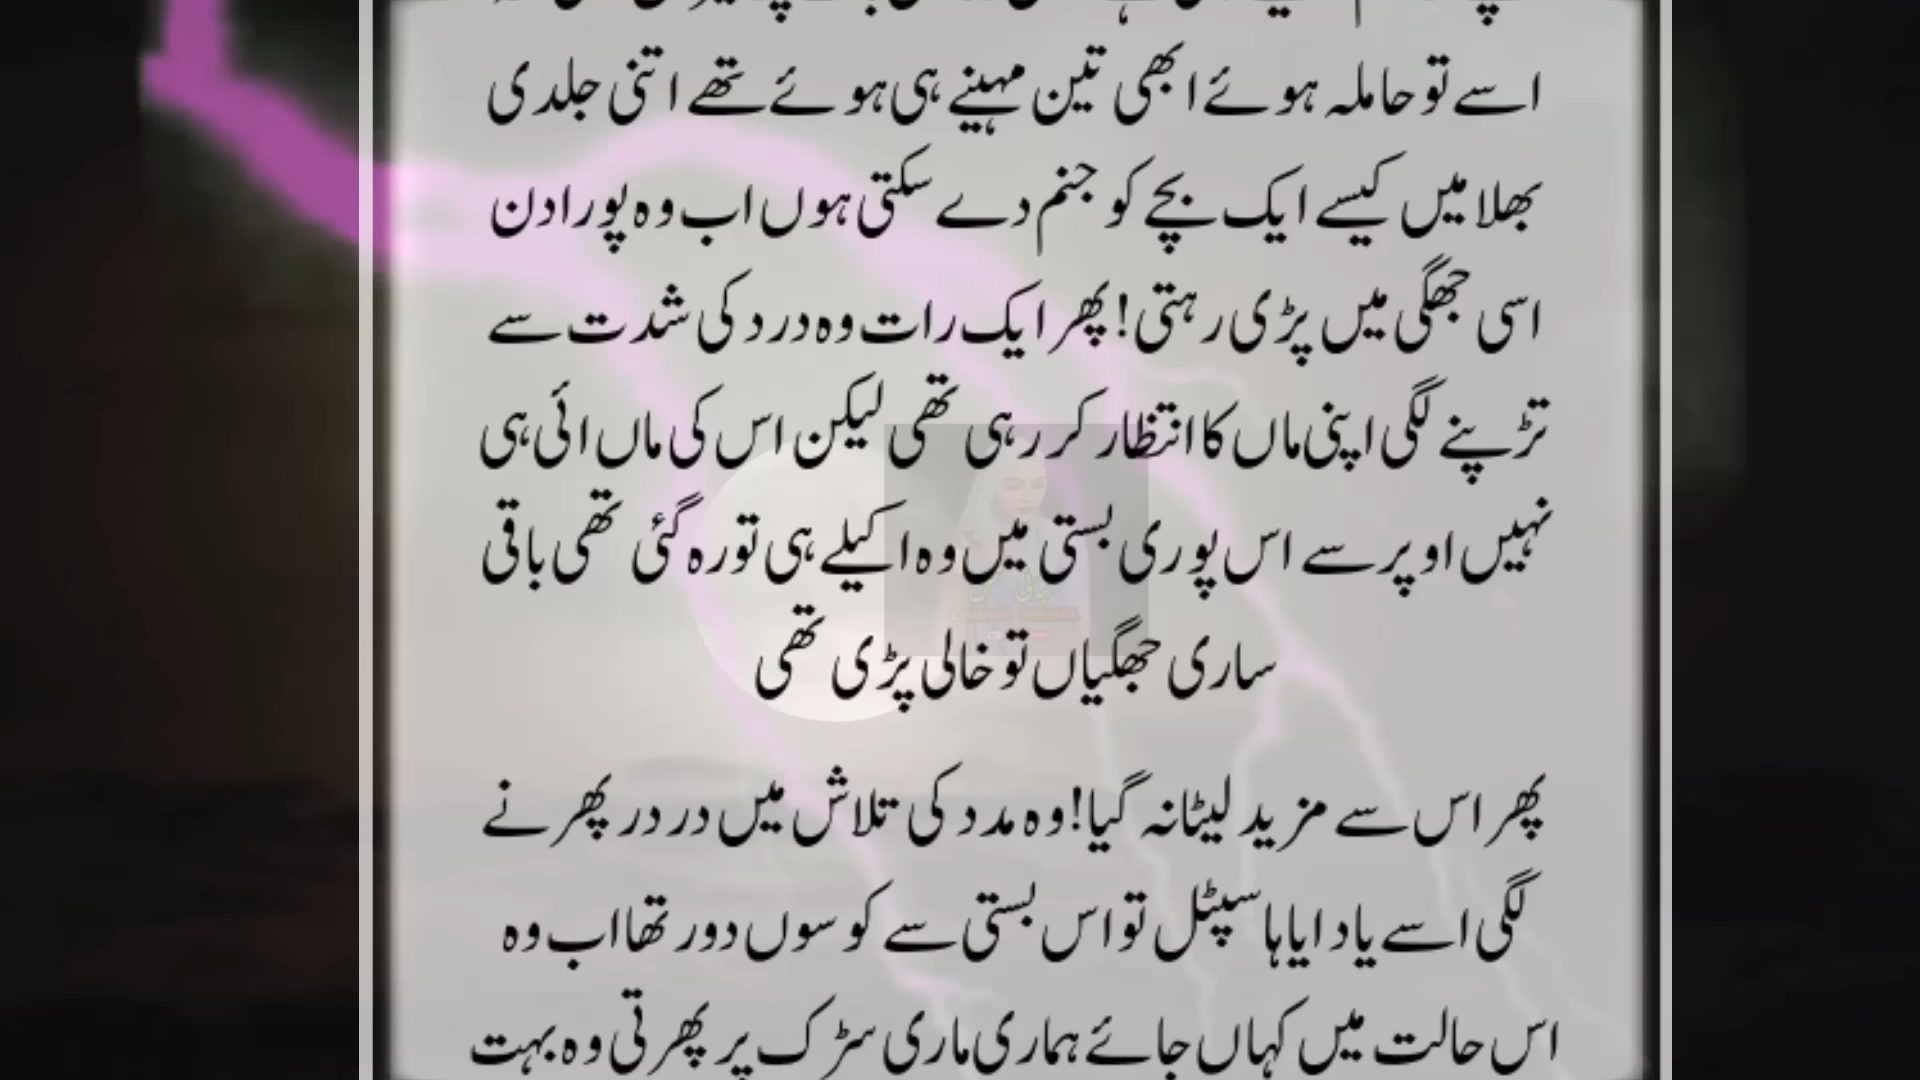 اسے تو حاملہ ہوئے ابھی تین مہینے ہی ہوئے تھے اتنی جلدی
بھلا میں کیسے ایک بچے کو جنم دے سکتی ہوں اب وہ پورا دن
اسی جھگی میں پڑی رہتی! پھر ایک رات وہ درد کی شدت سے
تڑپنے لگی اپنی ماں کا انتظار کر رہی تھی لیکن اس کی ماں ائی ہی
نہیں اوپر سے اس پوری بستی میں وہ اکیلے ہی تو رہ گئی تھی باقی
ساری جھگیاں تو خالی پڑی تھی
پھر اس سے مزید لیٹا نہ گیا! وہ مدد کی تلاش میں در در پھرنے
لگی اسے یاد ایا ہاسپٹل تو اس بستی سے کوسوں دور تھا اب وہ
اس حالت میں کہاں جائے ہماری ماری سڑک پر پھرتی وہ بہت